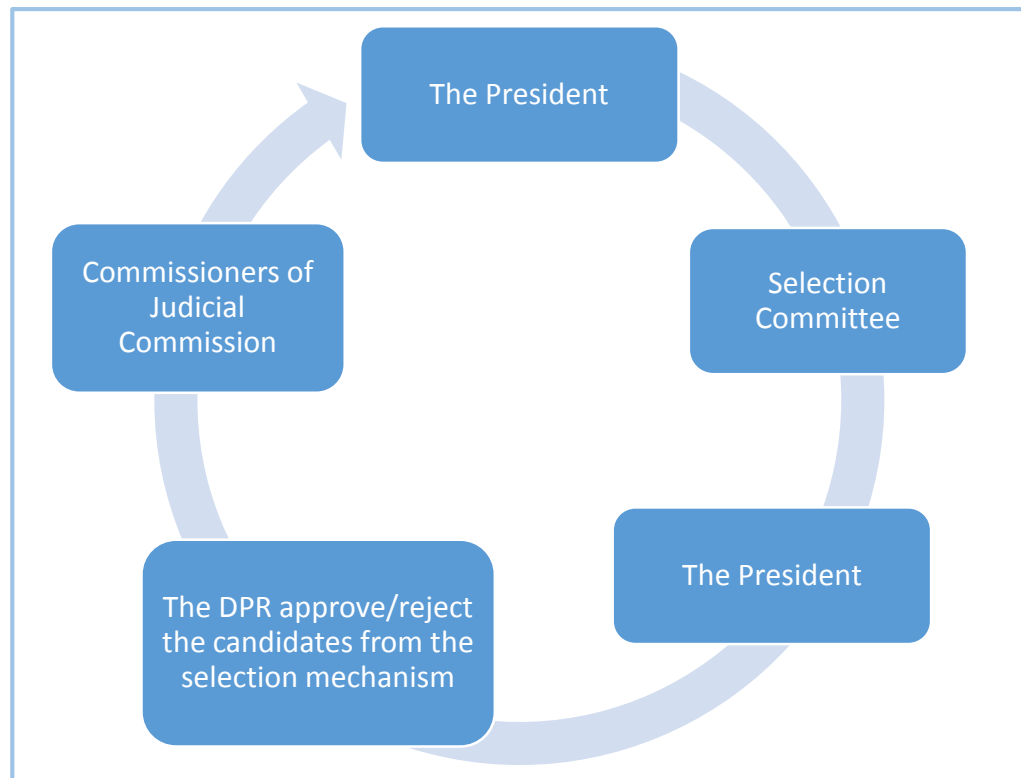 The President
Selection
Committee
The President
The DPR approve/reject
the candidates from the
selection mechanism
Commissioners of
Judicial
Commission